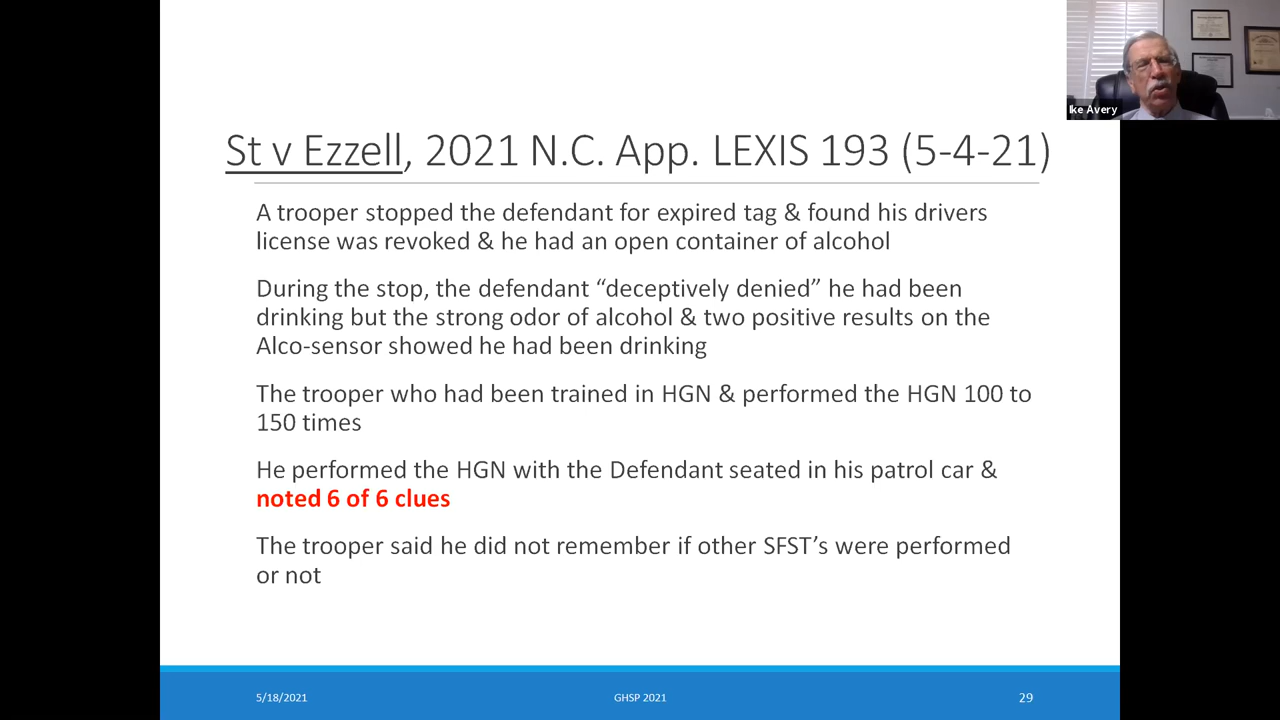 Ike Avery
St v Ezzell, 2021 N.C. App. LEXIS 193 (5-4-21)
A trooper stopped the defendant for expired tag & found his drivers
license was revoked & he had an open container of alcohol
During the stop, the defendant “deceptively denied” he had been
drinking but the strong odor of alcohol & two positive results on the
Alco-sensor showed he had been drinking
The trooper who had been trained in HGN & performed the HGN 100 to
150 times
He performed the HGN with the Defendant seated in his patrol car &
noted 6 of 6 clues
The trooper said he did not remember if other SFST’s were performed
or not
5/18/2021
GHSP 2021
29